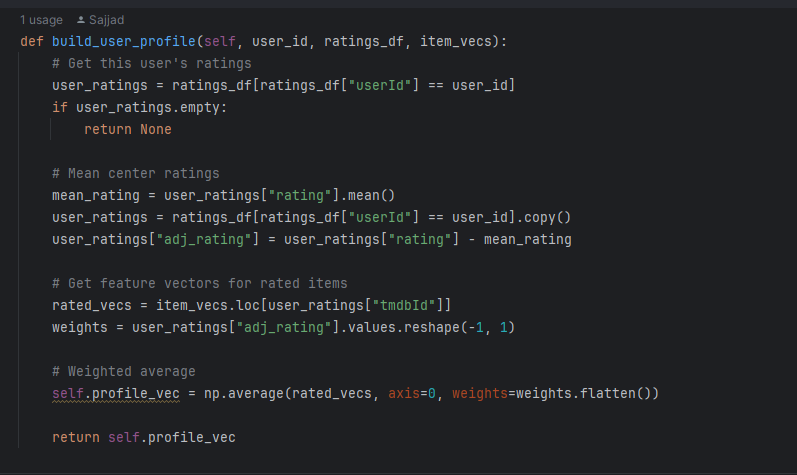 1 usage Sajjad
def build_user_profile(self, user_id, ratings_df, item_vecs):
    # Get this user's ratings
    user_ratings = ratings_df[ratings_df["userId"] == user_id]
    if user_ratings.empty:
        return None

    # Mean center ratings
    mean_rating = user_ratings["rating"].mean()
    user_ratings = ratings_df[ratings_df["userId"] == user_id].copy()
    user_ratings["adj_rating"] = user_ratings["rating"] - mean_rating

    # Get feature vectors for rated items
    rated_vecs = item_vecs.loc[user_ratings["tmdbId"]]
    weights = user_ratings["adj_rating"].values.reshape(-1, 1)

    # Weighted average
    self.profile_vec = np.average(rated_vecs, axis=0, weights=weights.flatten())

    return self.profile_vec